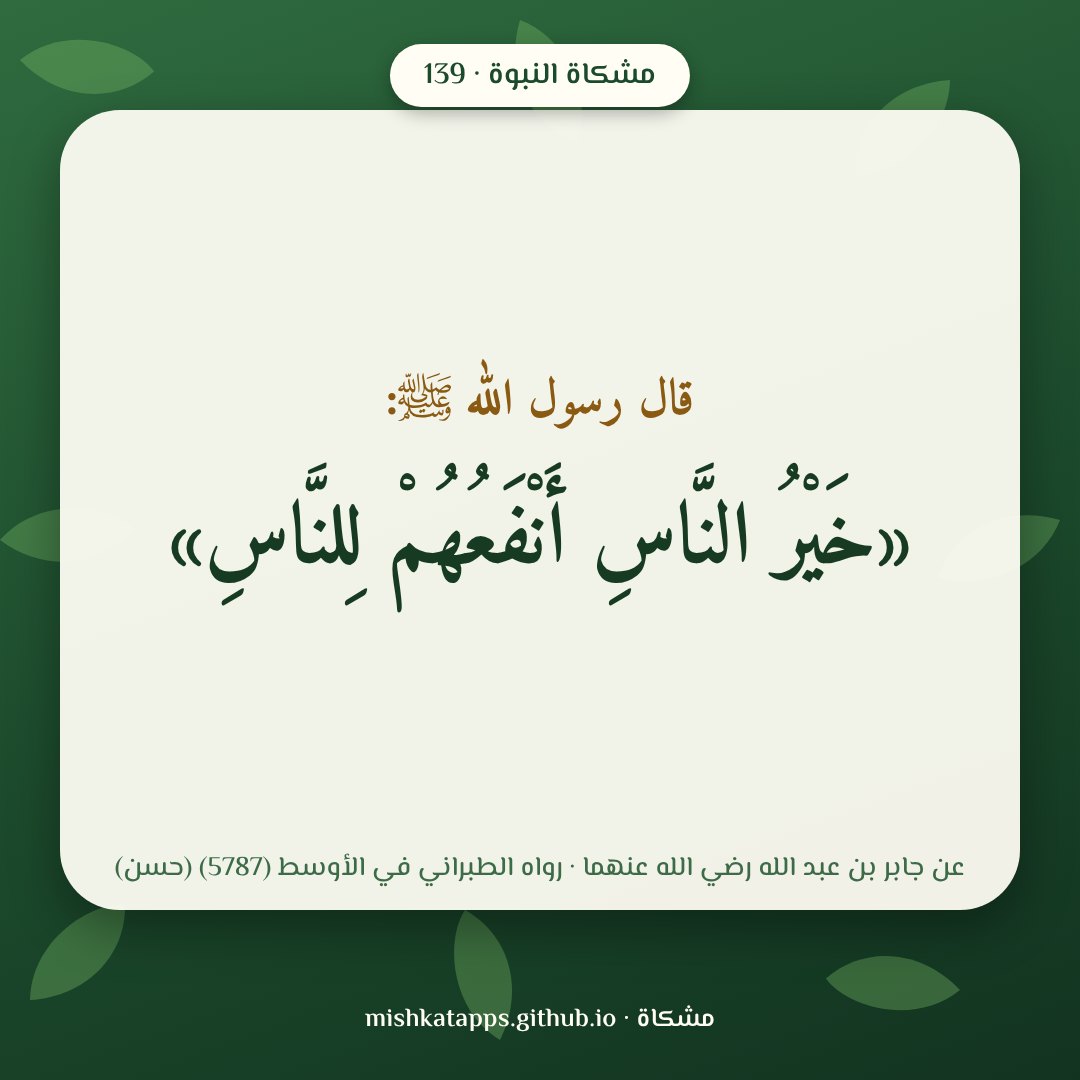 مشكاة النبوة · 139
قال رسول الله ﷺ:
«خَيْرُ النَّاسِ أَنْفَعُهُمْ لِلنَّاسِ»
عن جابر بن عبد الله رضي الله عنهما · رواه الطبراني في الأوسط (5787) (حسن)
مشكاة · mishkatapps.github.io